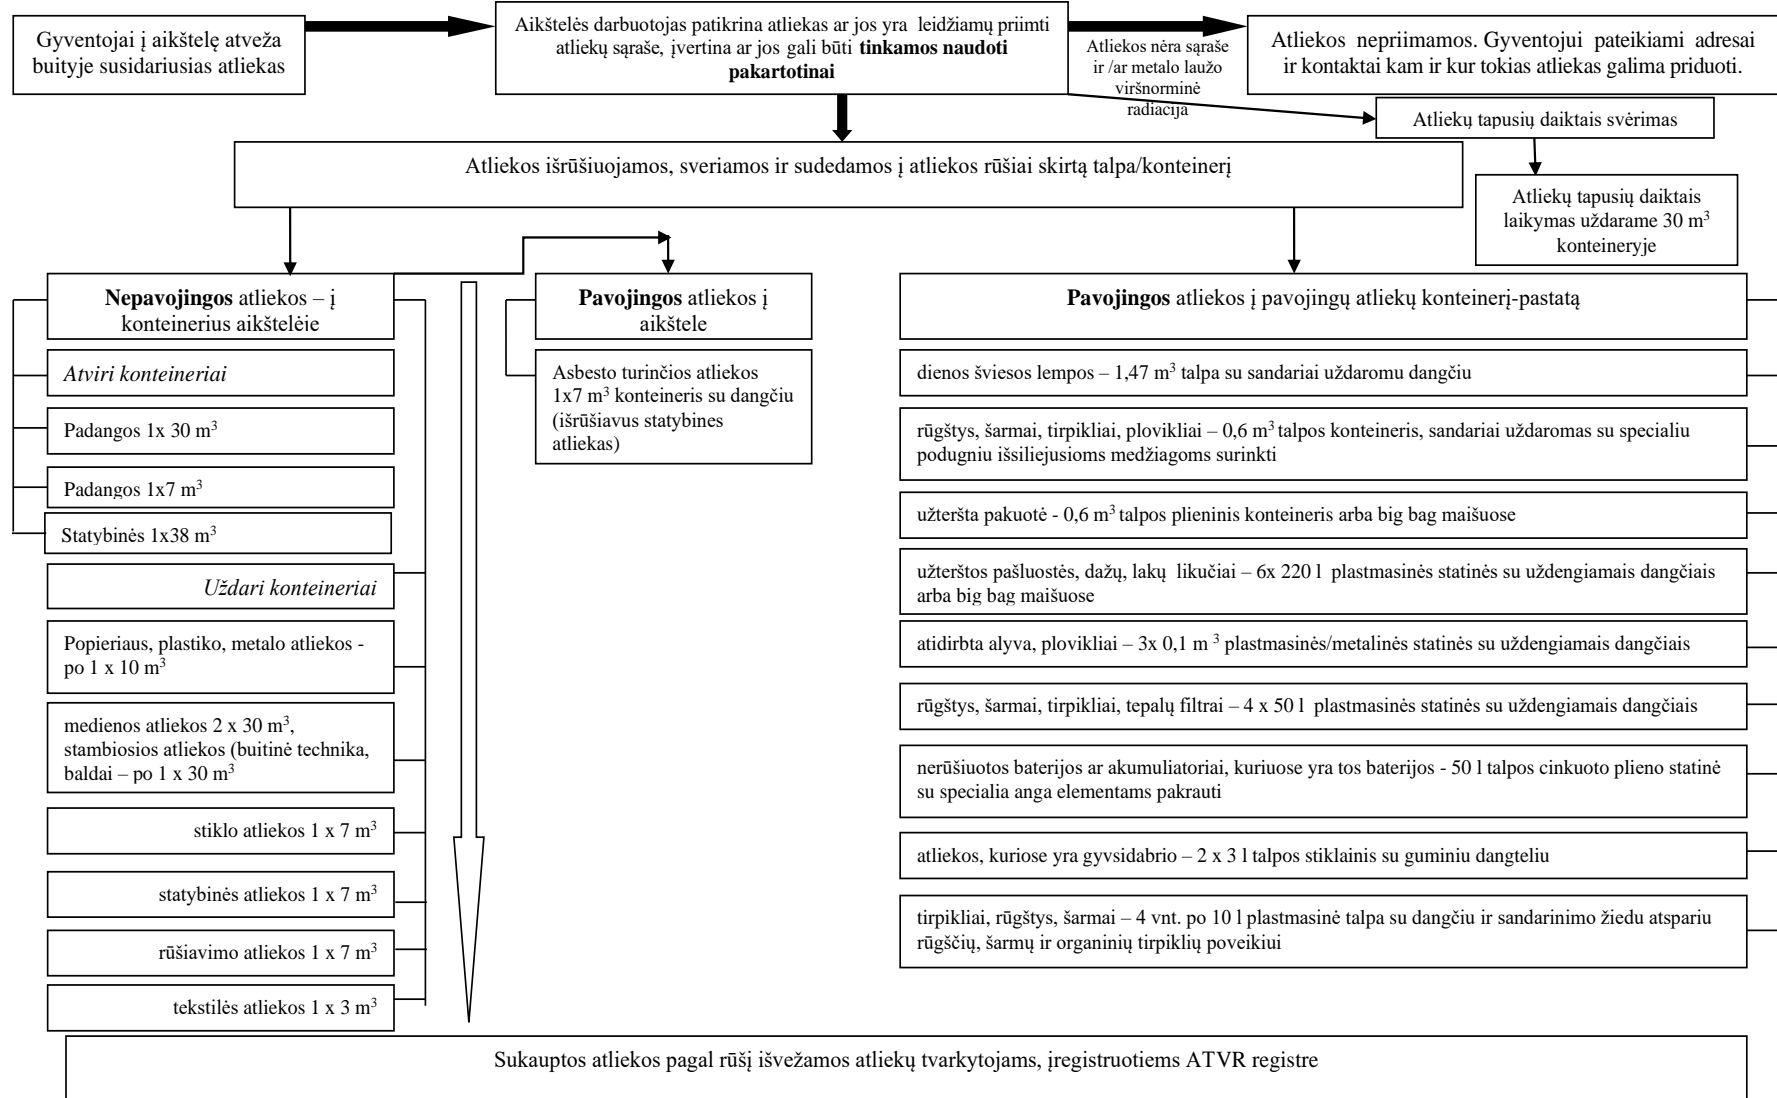 Gyventojai į aikštelę atveža
buityje susidariusias atliekas
Aikštelės darbuotojas patikrina atliekas ar jos yra leidžiamų priimti
atliekų sąraše, įvertina ar jos gali būti tinkamos naudoti
pakartotinai
Atliekos nėra sąraše
ir /ar metalo laužo
viršnorminė
radiacija
Atliekos nepriimamos. Gyventojui pateikiami adresai
ir kontaktai kam ir kur tokias atliekas galima priduoti.
Atliekų tapusių daiktais svėrimas
Atliekų tapusių daiktais
laikymas uždarame 30 m³
konteineryje
Atliekos išrūšiuojamos, sveriamos ir sudedamos į atliekos rūšiai skirtą talpa/konteinerį
Nepavojingos atliekos – į
konteinerius aikštelėje
Atviri konteineriai
Padangos 1x 30 m³
Padangos 1x7 m³
Statybinės 1x38 m³
Uždari konteineriai
Popieriaus, plastiko, metalo atliekos -
po 1 x 10 m³
medienos atliekos 2 x 30 m³,
stambiosios atliekos (buitinė technika,
baldai – po 1 x 30 m³
stiklo atliekos 1 x 7 m³
statybinės atliekos 1 x 7 m³
rūšiavimo atliekos 1 x 7 m³
tekstilės atliekos 1 x 3 m³
Pavojingos atliekos į
aikštele
Asbesto turinčios atliekos
1x7 m³ konteineris su dangčiu
(išrūšiavus statybines
atliekas)
Pavojingos atliekos į pavojingų atliekų konteinerį-pastatą
dienos šviesos lempos – 1,47 m³ talpa su sandariai uždaromu dangčiu
rūgštys, šarmai, tirpikliai, plovikliai – 0,6 m³ talpos konteineris, sandariai uždaromas su specialiu
podugniu išsiliejusioms medžiagoms surinkti
užteršta pakuotė - 0,6 m³ talpos plieninis konteineris arba big bag maišuose
užterštos pašluostės, dažų, lakų likučiai – 6x 220 l plastmasinės statinės su uždengiamais dangčiais
arba big bag maišuose
atidirbta alyva, plovikliai – 3x 0,1 m ³ plastmasinės/metalinės statinės su uždengiamais dangčiais
rūgštys, šarmai, tirpikliai, tepalų filtrai – 4 x 50 l plastmasinės statinės su uždengiamais dangčiais
nerūšiuotos baterijos ar akumuliatoriai, kuriuose yra tos baterijos - 50 l talpos cinkuoto plieno statinė
su specialia anga elementams pakrauti
atliekos, kuriose yra gyvsidabrio – 2 x 3 l talpos stiklainis su guminiu dangteliu
tirpikliai, rūgštys, šarmai – 4 vnt. po 10 l plastmasinė talpa su dangčiu ir sandarinimo žiedu atspariu
rūgščių, šarmų ir organinių tirpiklių poveikiui
Sukauptos atliekos pagal rūšį išvežamos atliekų tvarkytojams, įregistruotiems ATVR registre